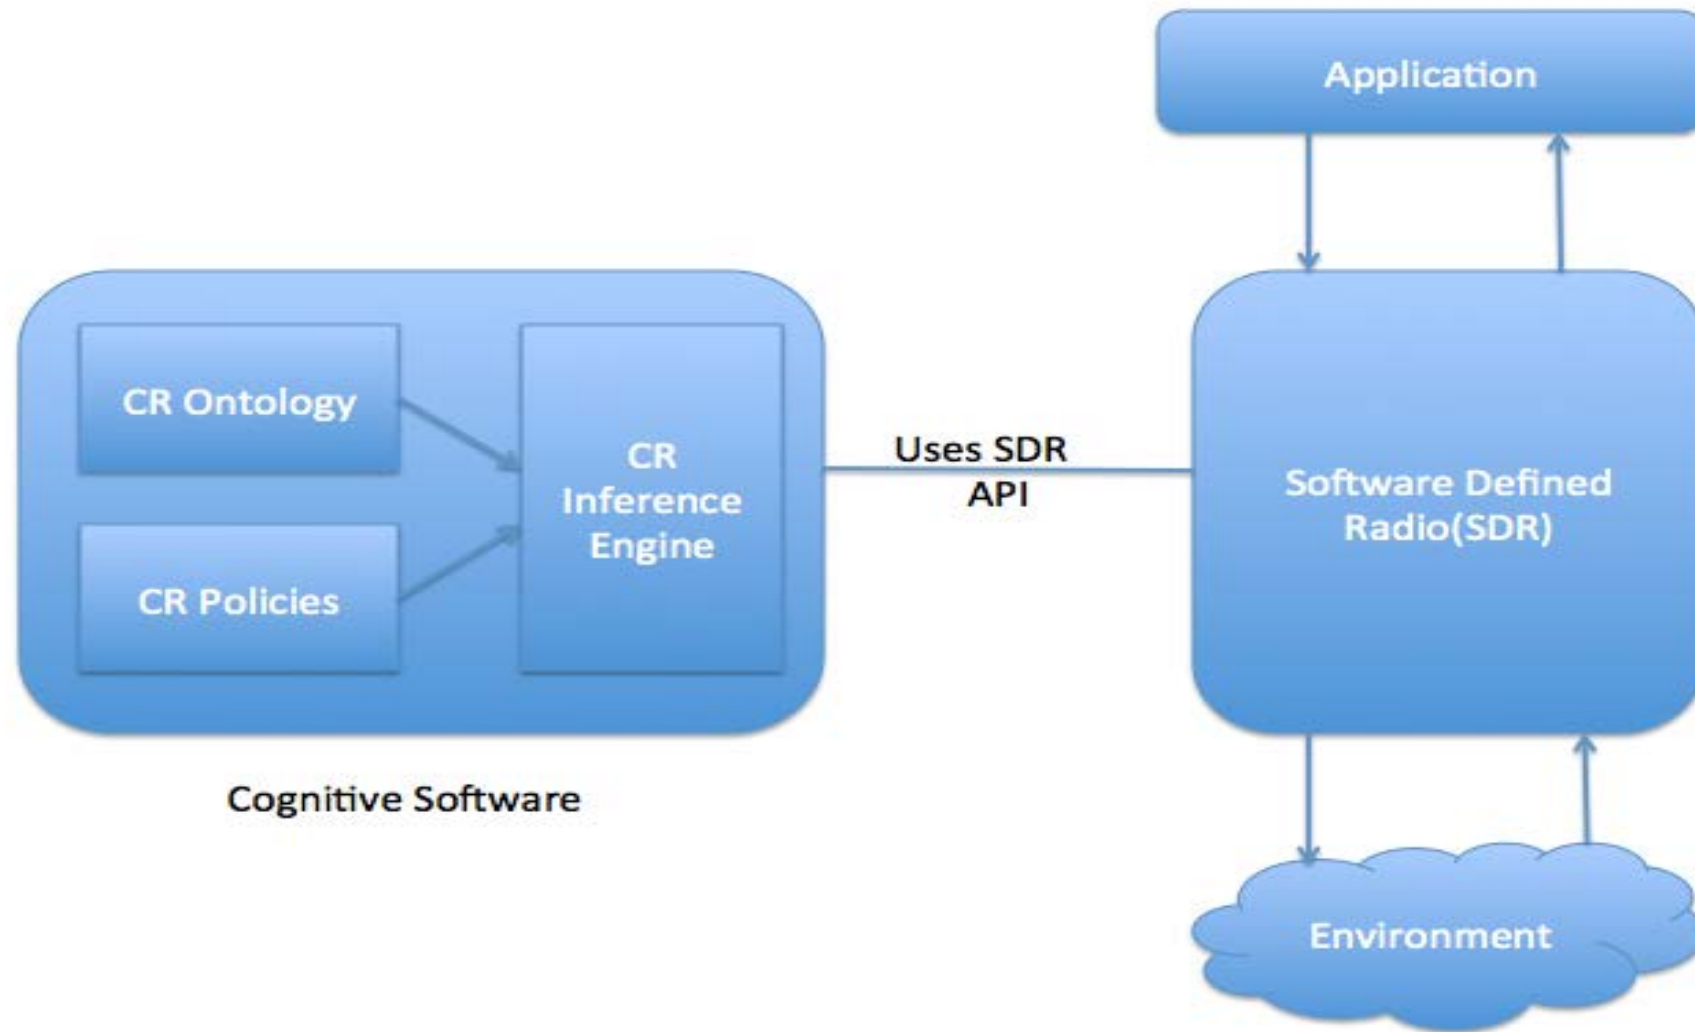 Application
CR Ontology
CR Policies
CR
Inference
Engine
Uses SDR
API
Software Defined
Radio(SDR)
Cognitive Software
Environment